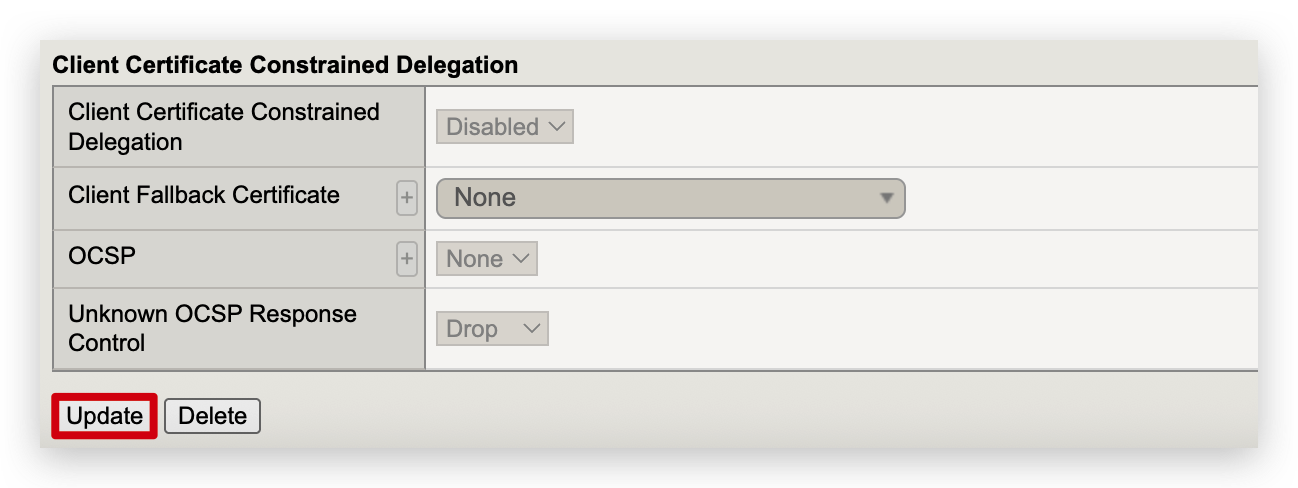 Client Certificate Constrained Delegation
Client Certificate Constrained
Delegation
Disabled
Client Fallback Certificate
+
None
OCSP
+
None
Unknown OCSP Response
Control
Drop
Update
Delete